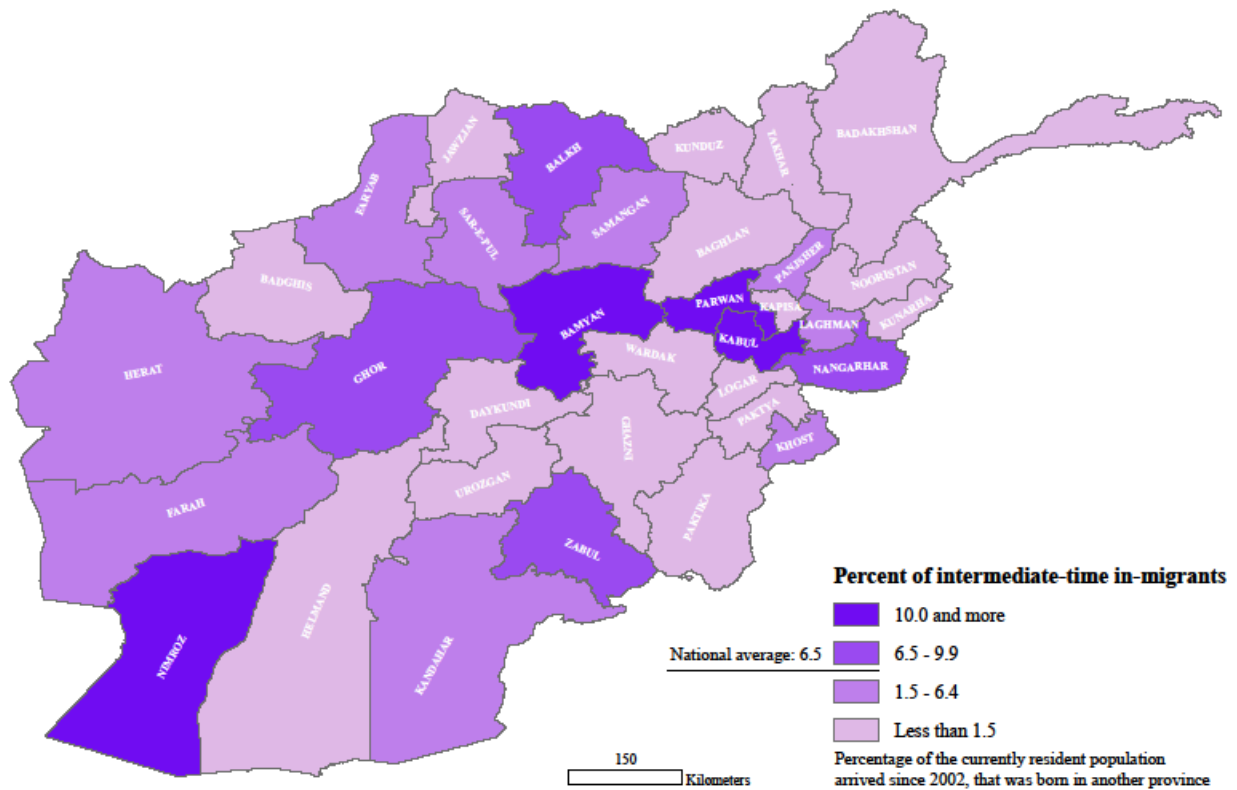 JAWZJAN
BALKH
KUNDUZ
TAKHAR
BADAKHSHAN
FARYAB
SAR-E-PUL
SAMANGAN
BAGHLAN
PANJSHER
NOORISTAN
BADGHIS
PARWAN
KAPISA
KUNARHA
LAGHMAN
BAMYAN
KABUL
WARDAK
NANGARHAR
HERAT
GHOR
LOGAR
DAYKUNDI
PAKTYA
GHAZNI
KHOST
UROZGAN
FARAH
PAKTIKA
ZABUL
HELMAND
NIMROZ
KANDAHAR
Percent of intermediate-time in-migrants
10.0 and more
National average: 6.5
6.5 - 9.9
1.5 - 6.4
Less than 1.5
150
Kilometers
Percentage of the currently resident population
arrived since 2002, that was born in another province